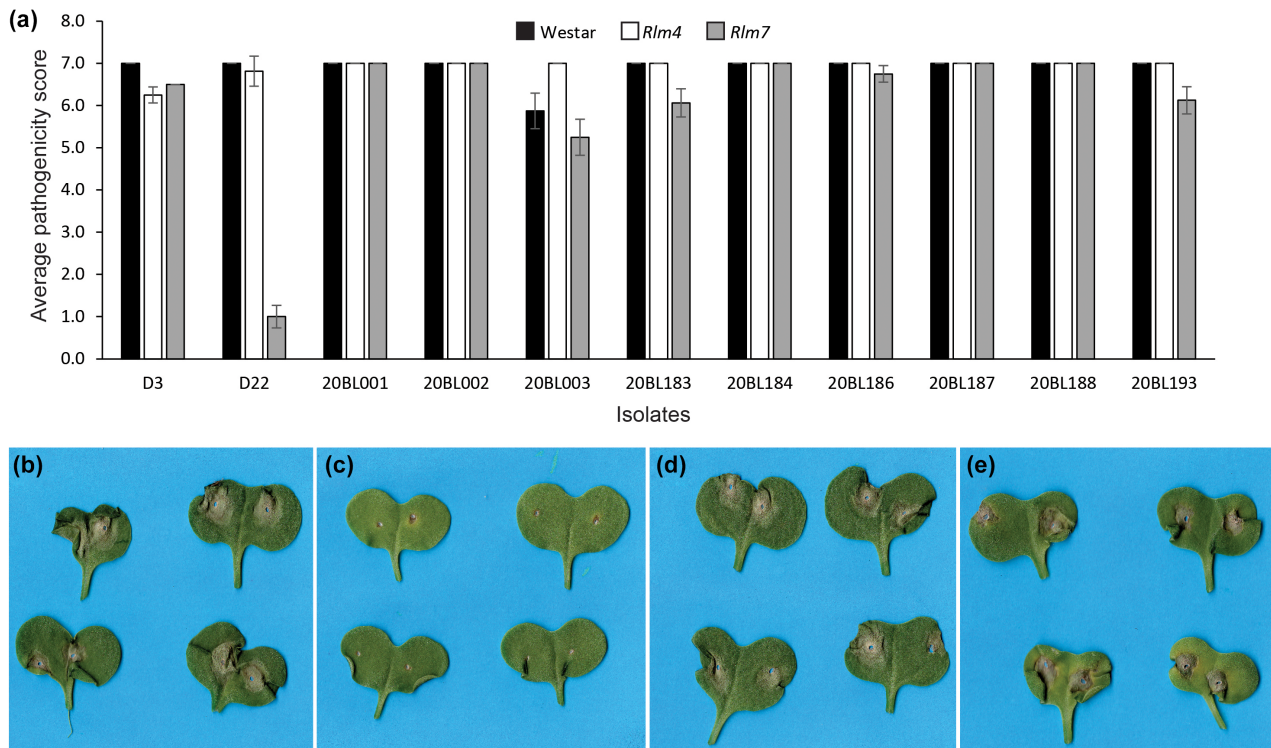 (a)
Westar Rlm4 Rlm7
8.0
7.0
6.0
5.0
4.0
3.0
2.0
1.0
0.0
Average pathogenicity score
D3 D22 20BL001 20BL002 20BL003 20BL183 20BL184 20BL186 20BL187 20BL188 20BL193
Isolates
(b) (c) (d) (e)